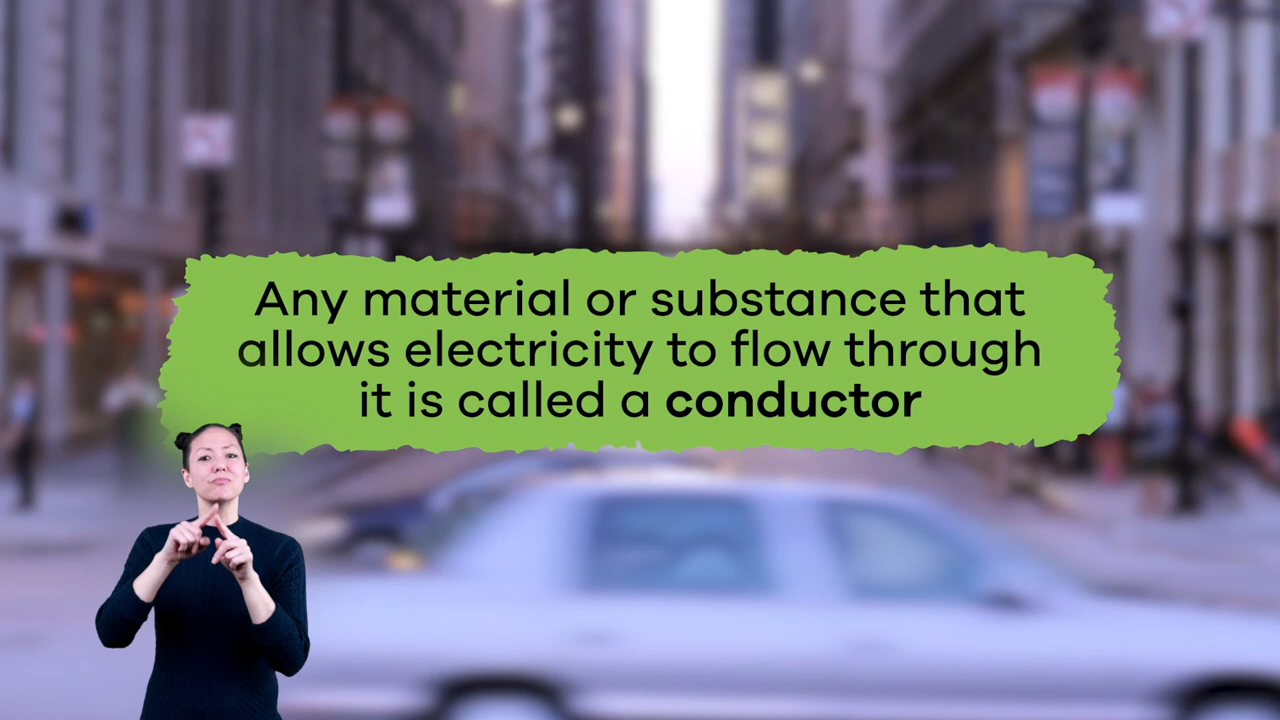 Any material or substance that
allows electricity to flow through
it is called a conductor